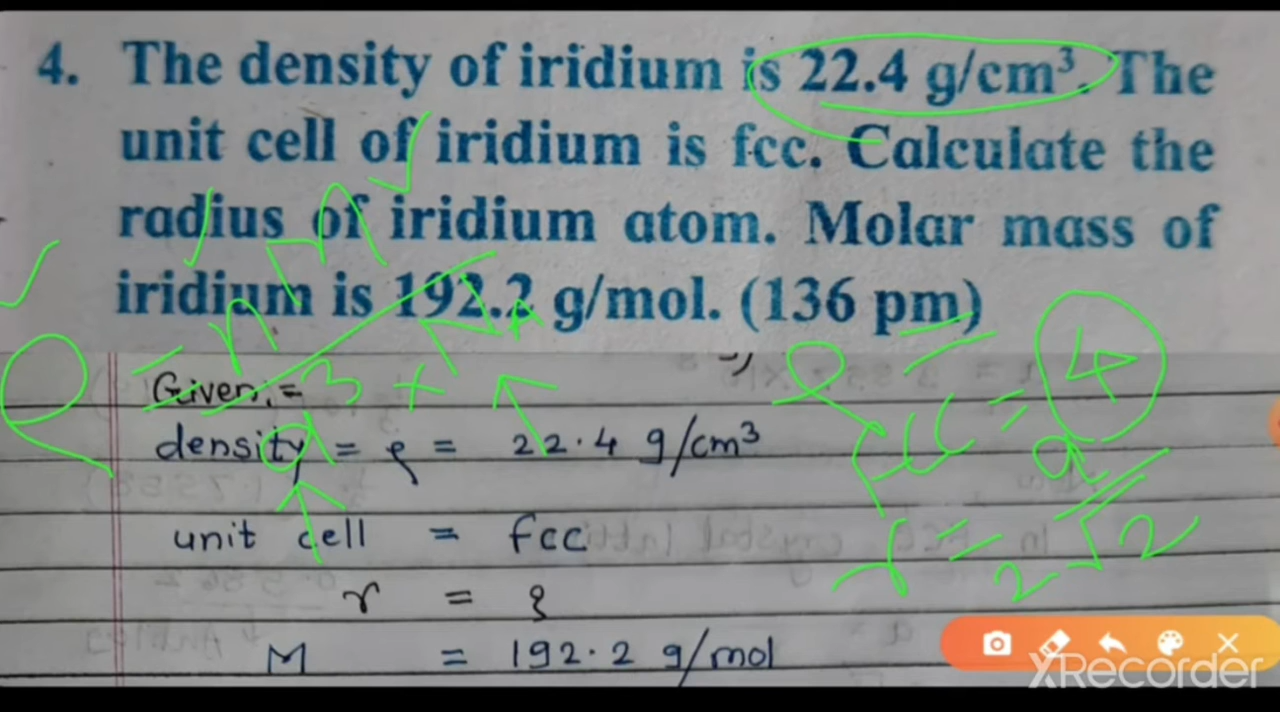 4. The density of iridium is 22.4 g/cm³. The
unit cell of iridium is fcc. Calculate the
radius of iridium atom. Molar mass of
iridium is 192.2 g/mol. (136 pm)
ρ = n M / a³ × NA
Given :=
density = ρ = 22.4 g/cm³
FCC = 4
r = a / 2√2
unit cell = fcc
r = ?
M = 192.2 g/mol
XRecorder